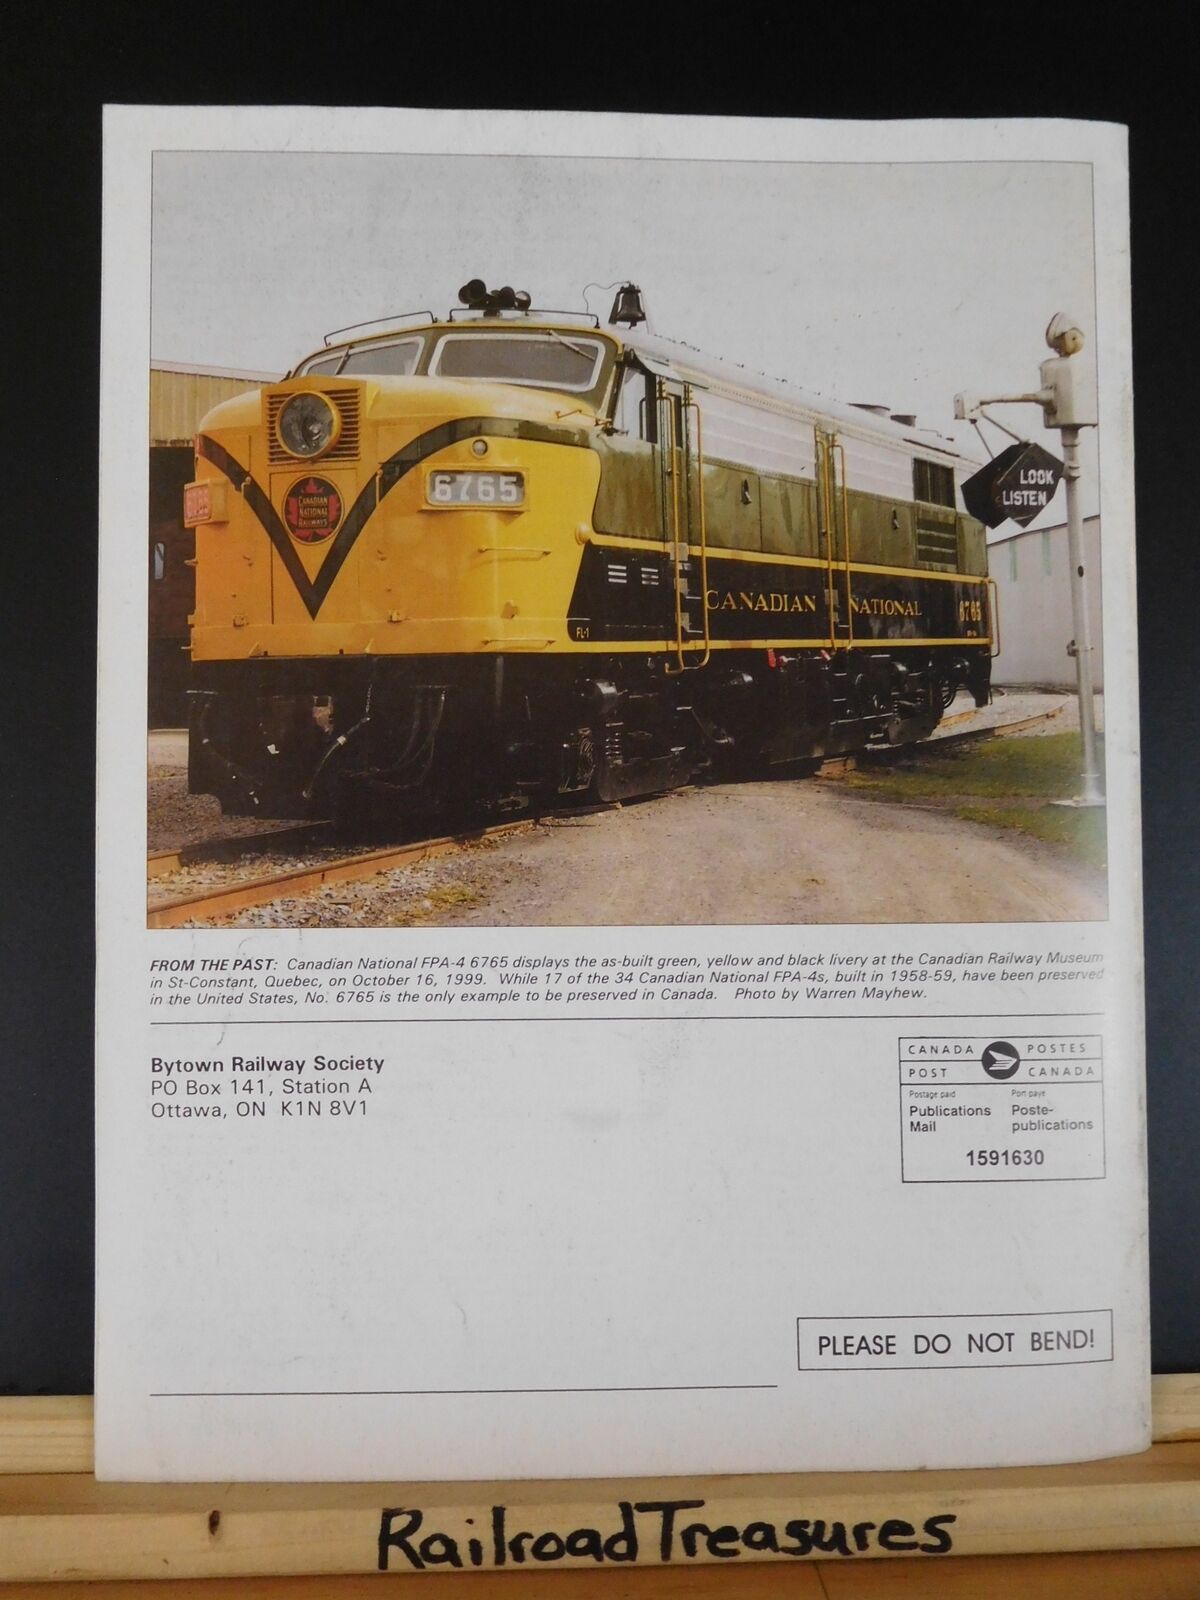 LOOK
LISTEN
6765
CANADIAN
NATIONAL
RAILWAYS
CANADIAN NATIONAL
6765
FL-1
FROM THE PAST: Canadian National FPA-4 6765 displays the as-built green, yellow and black livery at the Canadian Railway Museum
in St-Constant, Quebec, on October 16, 1999. While 17 of the 34 Canadian National FPA-4s, built in 1958-59, have been preserved
in the United States, No. 6765 is the only example to be preserved in Canada. Photo by Warren Mayhew.
Bytown Railway Society
PO Box 141, Station A
Ottawa, ON K1N 8V1
CANADA POSTES
POST CANADA
Postage paid Port payé
Publications Poste-
Mail publications
1591630
PLEASE DO NOT BEND!
RailroadTreasures